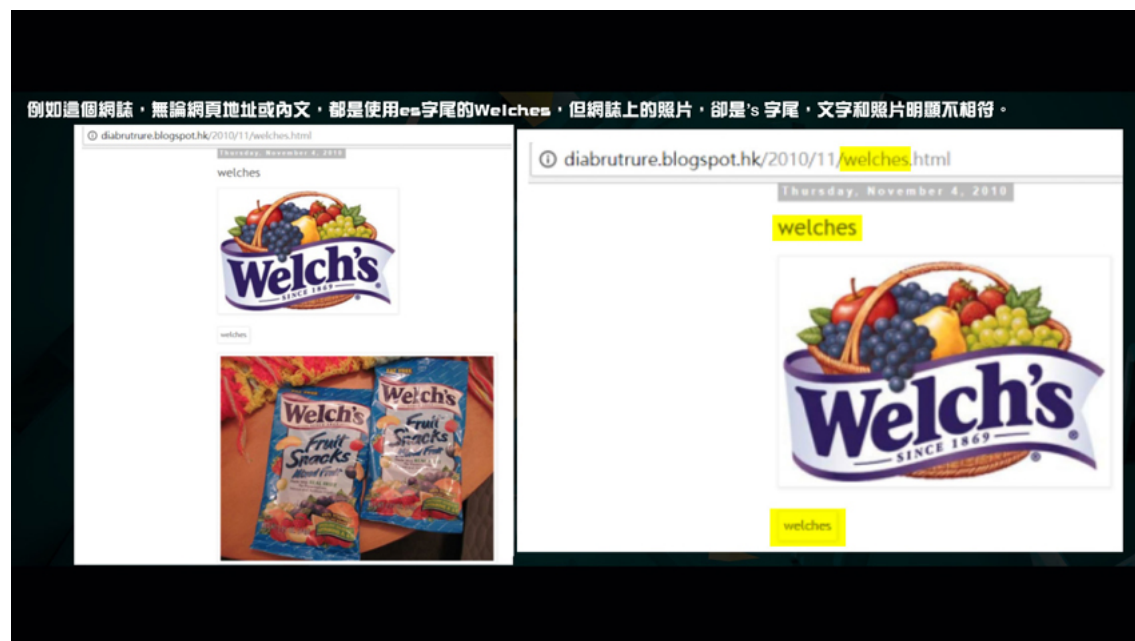 例如這個網誌，無論網頁地址或內文，都是使用es字尾的Welches，但網誌上的照片，卻是's 字尾，文字和照片明顯不相符。
diabrutrure.blogspot.hk/2010/11/welches.html
Thursday, November 4, 2010
welches
Welch's
SINCE 1869
welches
Welch's
Fruit
Snacks
Mixed Fruit
Welch's
Fruit
Snacks
Mixed Fruit
diabrutrure.blogspot.hk/2010/11/welches.html
Thursday, November 4, 2010
welches
Welch's
SINCE 1869
welches